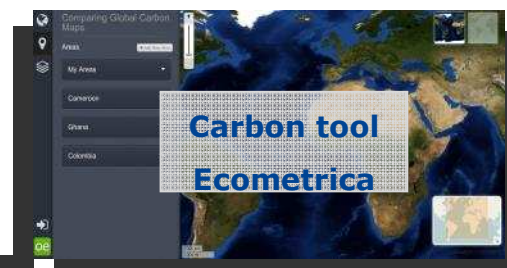 Comparing Global Carbon
Maps
Areas
My Areas
Cameroon
Ghana
Colombia
Carbon tool
Ecometrica
oe